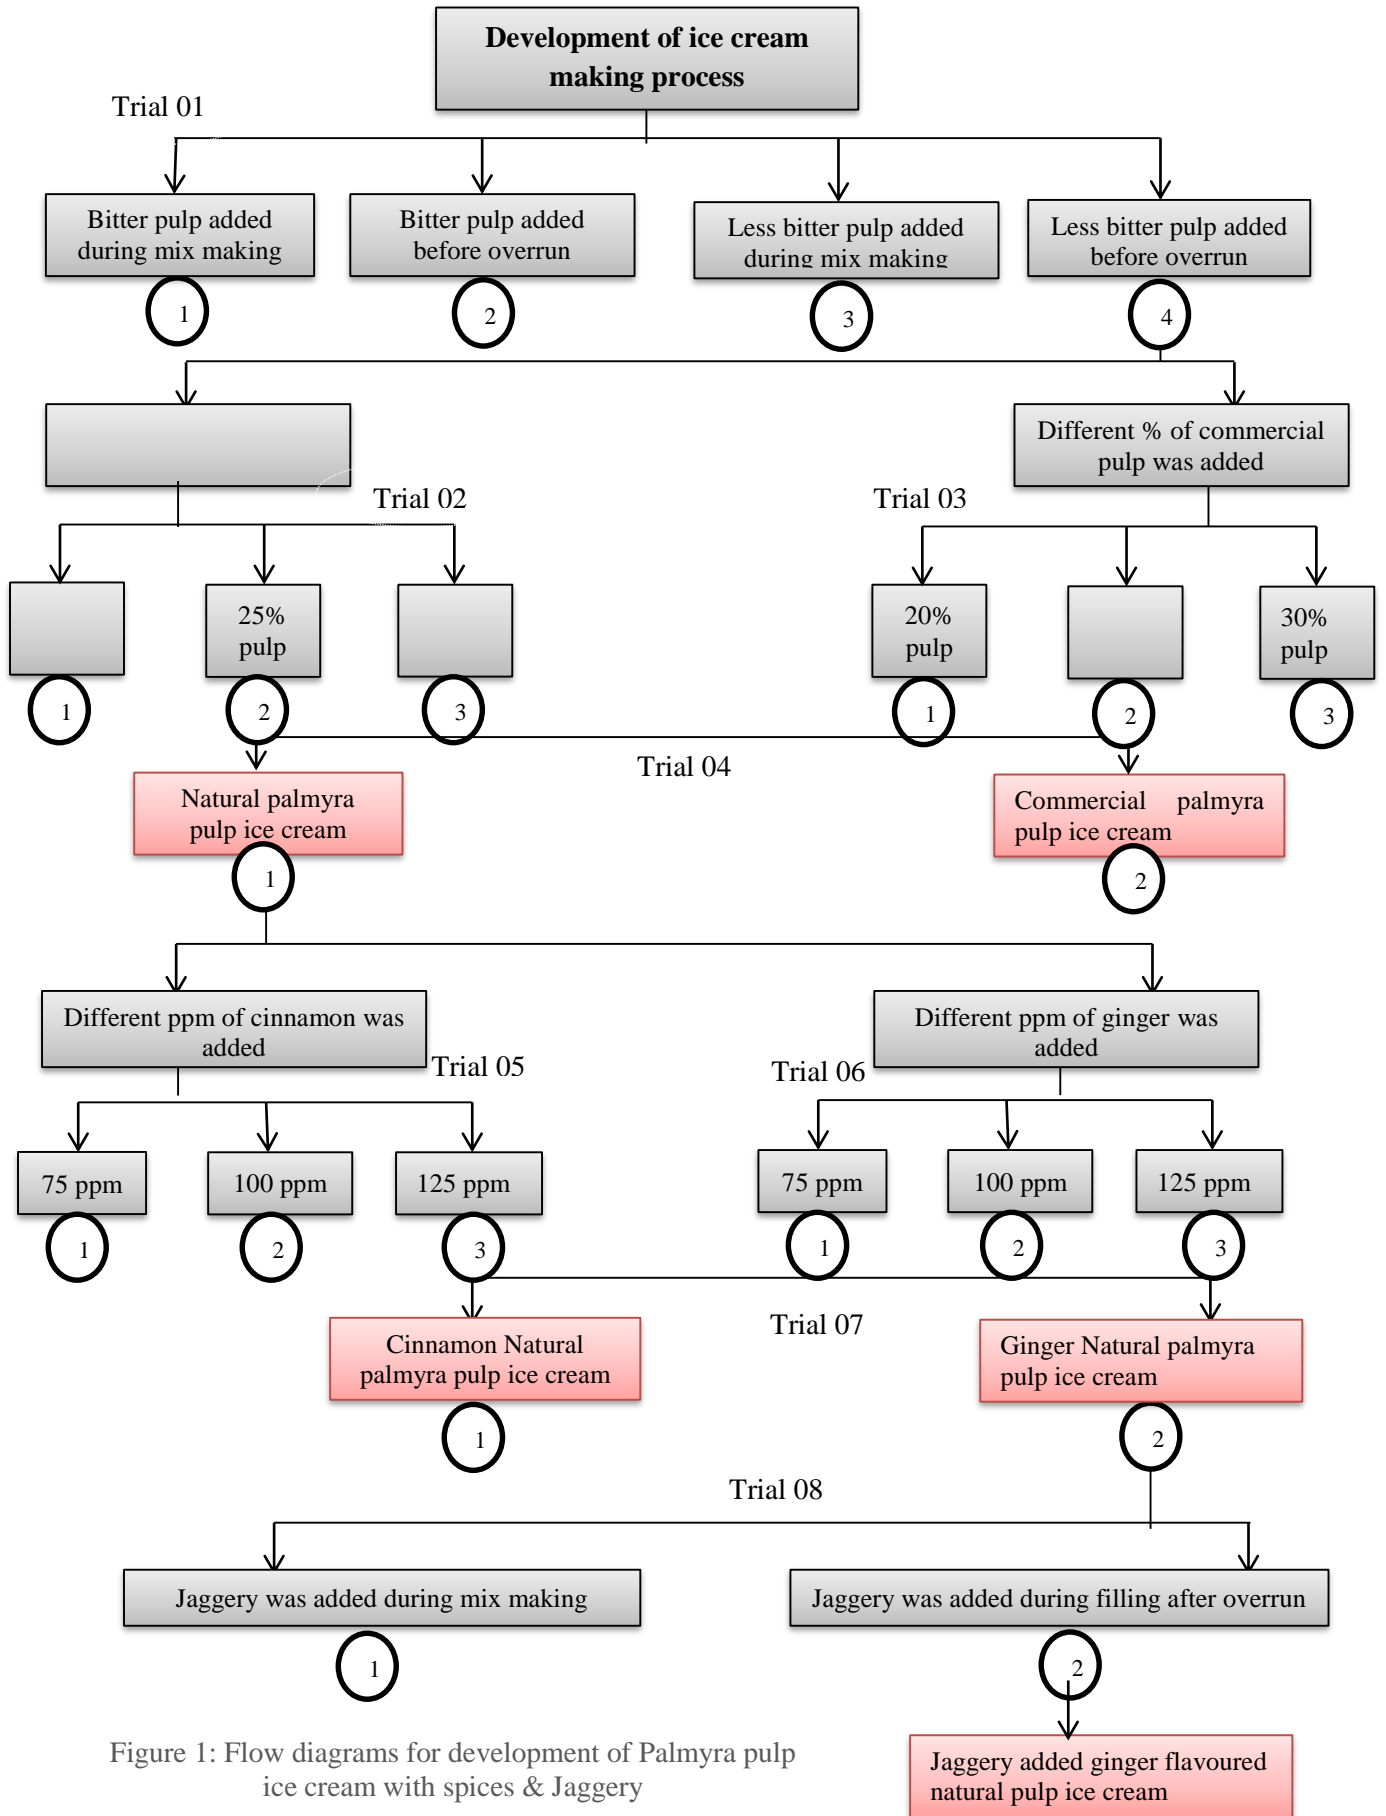 Development of ice cream
making process
Trial 01
Bitter pulp added
during mix making
Bitter pulp added
before overrun
Less bitter pulp added
during mix making
Less bitter pulp added
before overrun
1
2
3
4
Different % of commercial
pulp was added
Trial 02
Trial 03
25%
pulp
20%
pulp
30%
pulp
1
2
3
1
2
3
Trial 04
Natural palmyra
pulp ice cream
Commercial palmyra
pulp ice cream
1
2
Different ppm of cinnamon was
added
Different ppm of ginger was
added
Trial 05
Trial 06
75 ppm
100 ppm
125 ppm
75 ppm
100 ppm
125 ppm
1
2
3
1
2
3
Trial 07
Cinnamon Natural
palmyra pulp ice cream
Ginger Natural palmyra
pulp ice cream
1
2
Trial 08
Jaggery was added during mix making
Jaggery was added during filling after overrun
1
2
Figure 1: Flow diagrams for development of Palmyra pulp
ice cream with spices & Jaggery
Jaggery added ginger flavoured
natural pulp ice cream